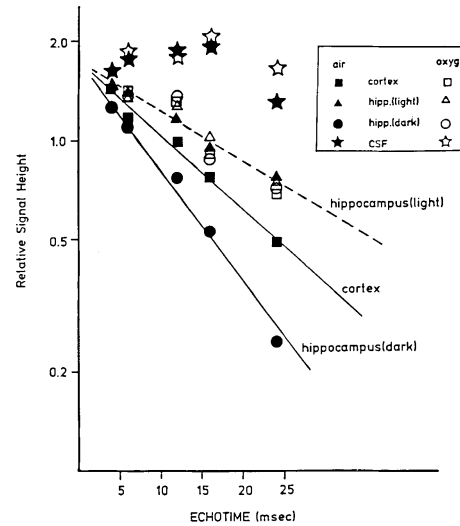 2.0
1.0
0.5
0.2
Relative Signal Height
5 10 15 20 25
ECHOTIME (msec)
air oxyg
cortex
hipp.(light)
hipp.(dark)
CSF
hippocampus(light)
cortex
hippocampus(dark)